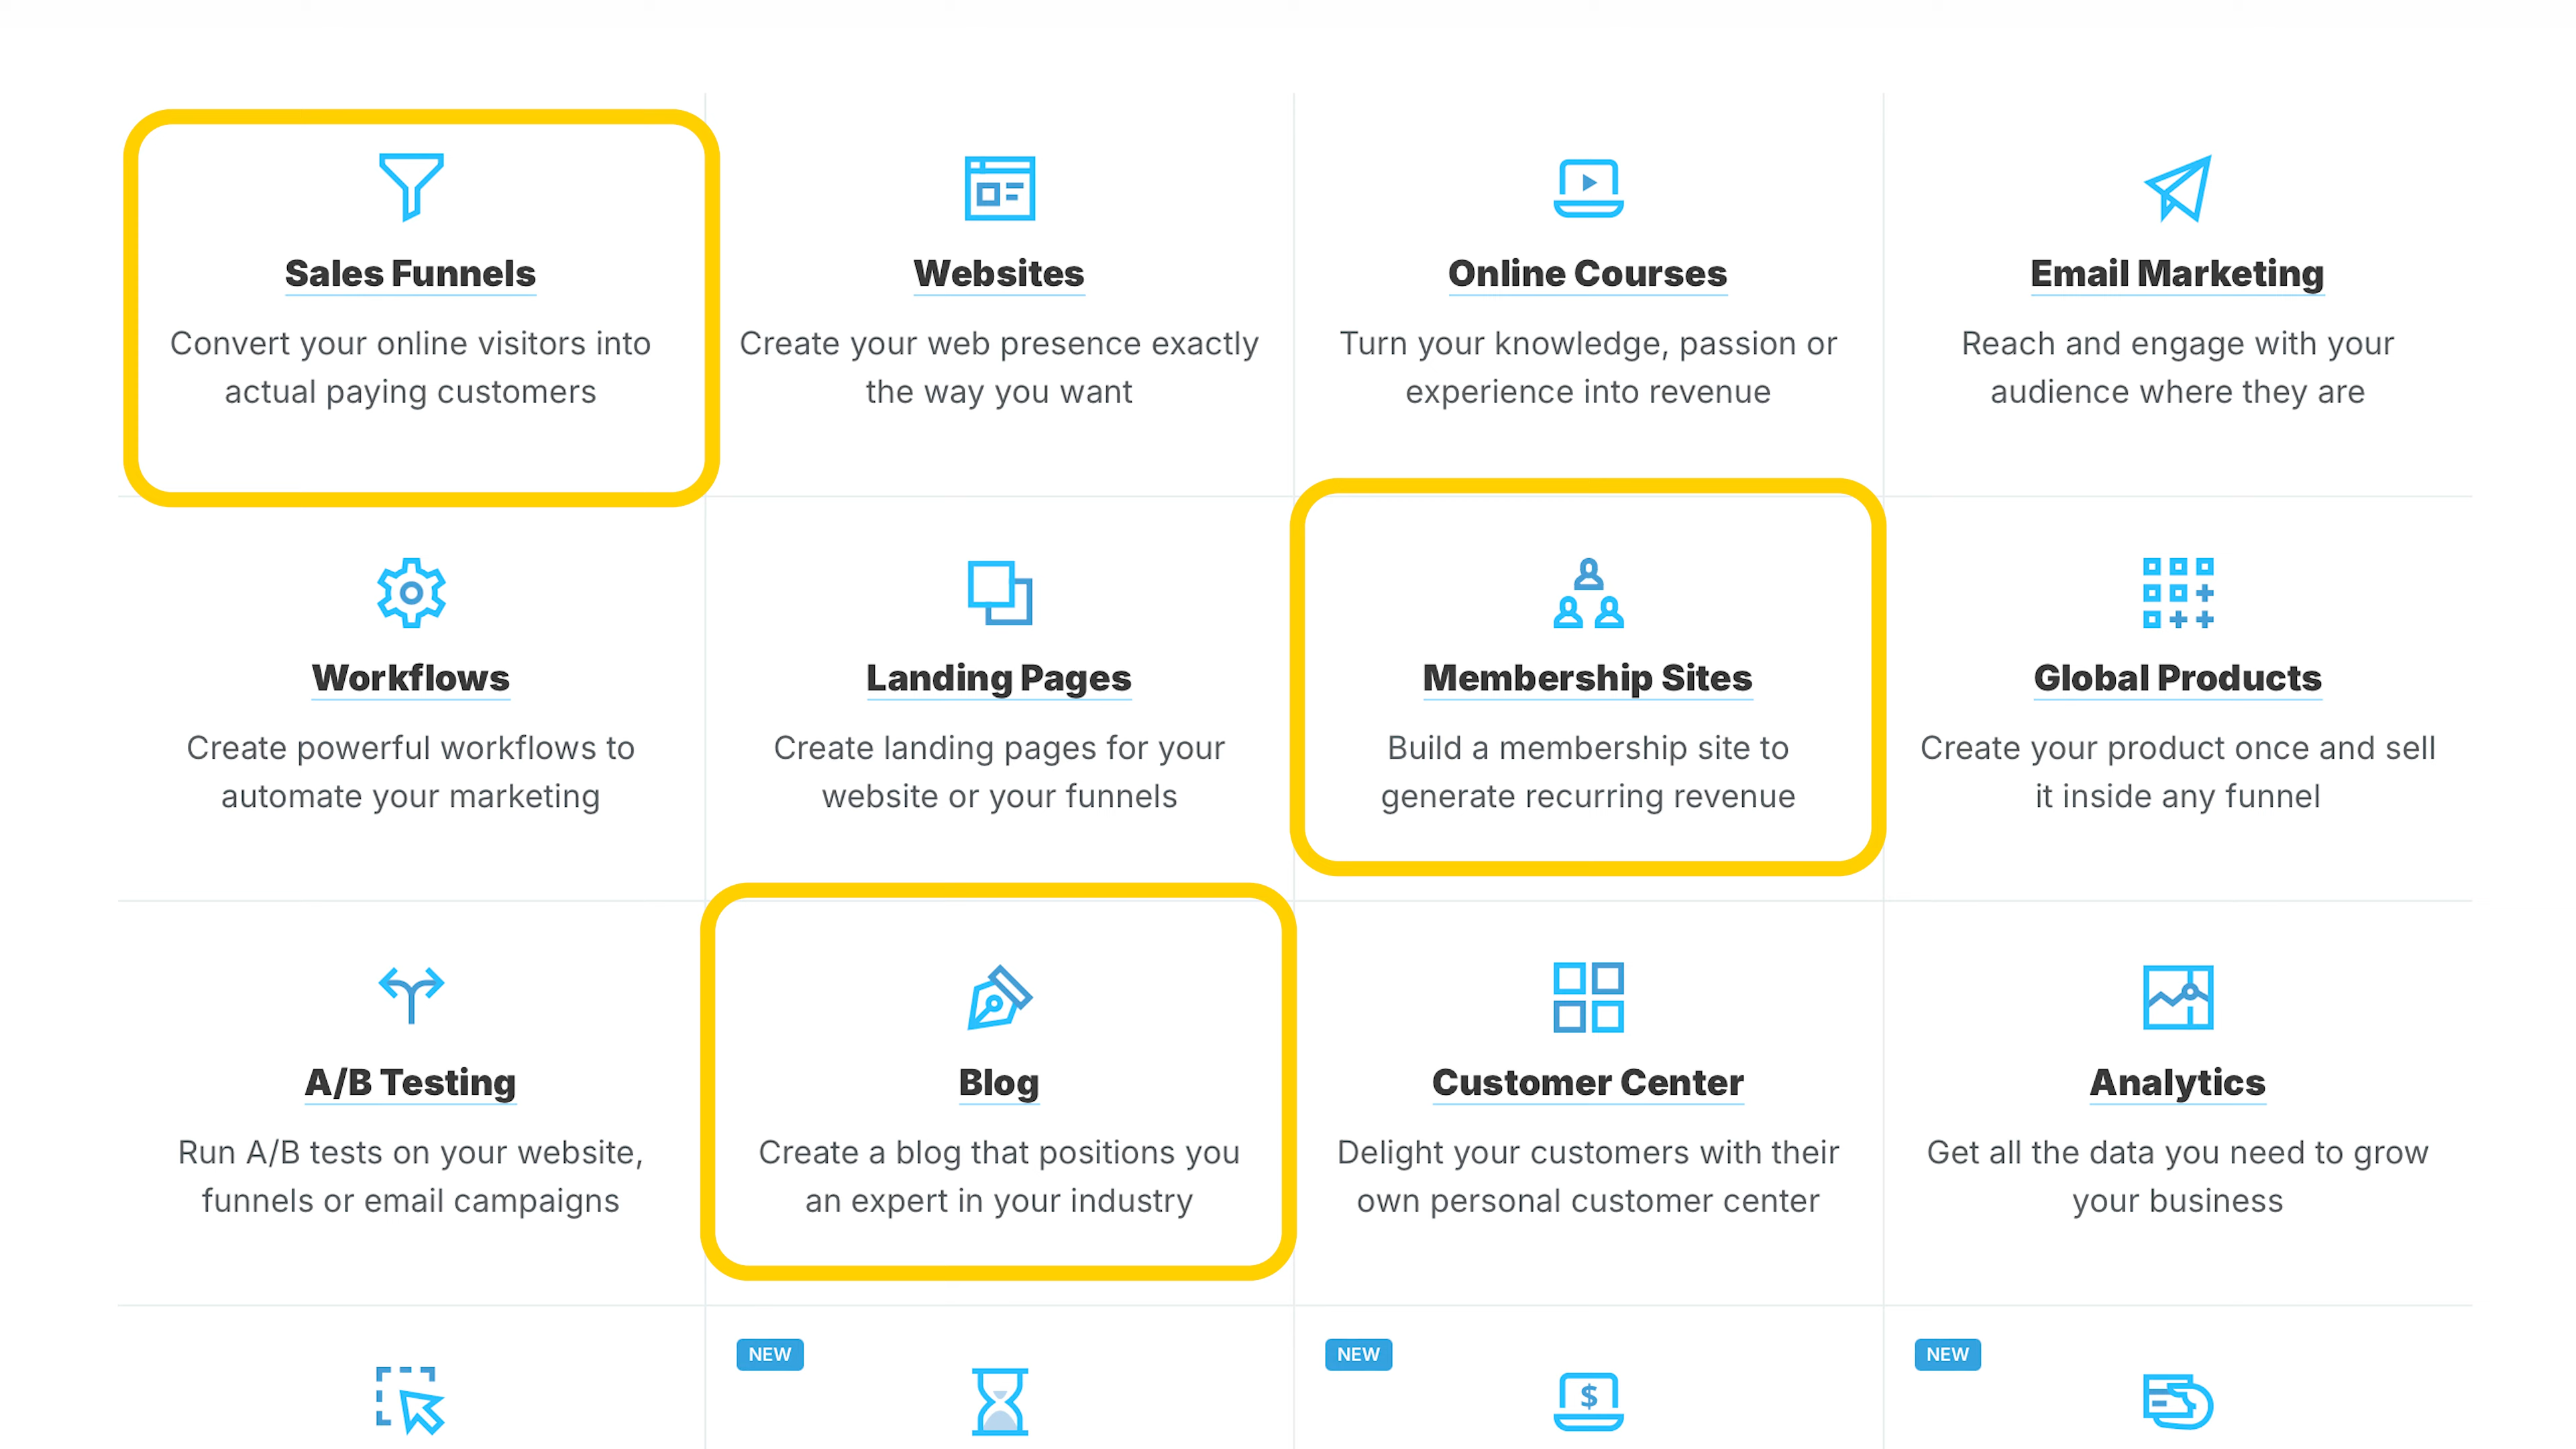 Sales Funnels
Convert your online visitors into
actual paying customers
Websites
Create your web presence exactly
the way you want
Online Courses
Turn your knowledge, passion or
experience into revenue
Email Marketing
Reach and engage with your
audience where they are
Workflows
Create powerful workflows to
automate your marketing
Landing Pages
Create landing pages for your
website or your funnels
Membership Sites
Build a membership site to
generate recurring revenue
Global Products
Create your product once and sell
it inside any funnel
A/B Testing
Run A/B tests on your website,
funnels or email campaigns
Blog
Create a blog that positions you
an expert in your industry
Customer Center
Delight your customers with their
own personal customer center
Analytics
Get all the data you need to grow
your business
NEW
NEW
$
NEW